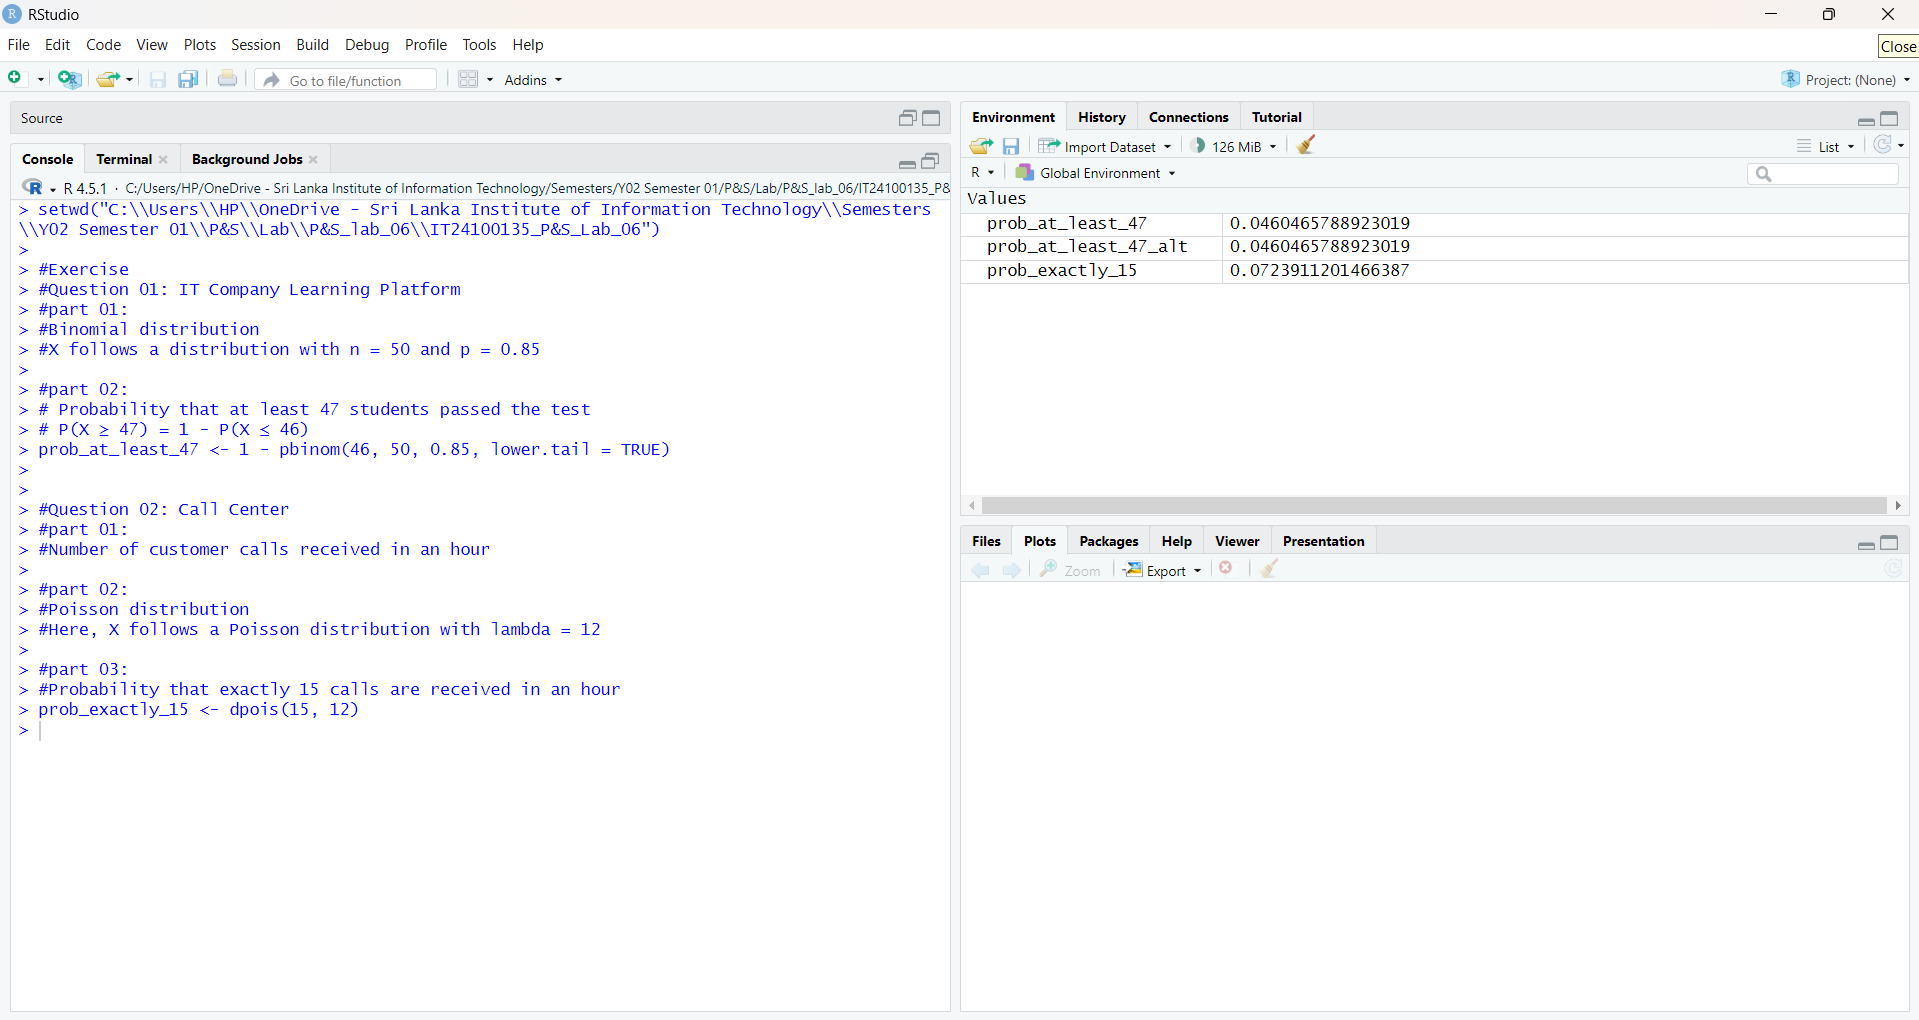 RStudio
File Edit Code View Plots Session Build Debug Profile Tools Help
Close
Go to file/function Addins Project: (None)
Source
Console Terminal Background Jobs
R 4.5.1 · C:/Users/HP/OneDrive - Sri Lanka Institute of Information Technology/Semesters/Y02 Semester 01/P&S/Lab/P&S_lab_06/IT24100135_P&
> setwd("C:\\Users\\HP\\OneDrive - Sri Lanka Institute of Information Technology\\Semesters
\\Y02 Semester 01\\P&S\\Lab\\P&S_lab_06\\IT24100135_P&S_Lab_06")
>
> #Exercise
> #Question 01: IT Company Learning Platform
> #part 01:
> #Binomial distribution
> #X follows a distribution with n = 50 and p = 0.85
>
> #part 02:
> # Probability that at least 47 students passed the test
> # P(X ≥ 47) = 1 - P(X ≤ 46)
> prob_at_least_47 <- 1 - pbinom(46, 50, 0.85, lower.tail = TRUE)
>
>
> #Question 02: Call Center
> #part 01:
> #Number of customer calls received in an hour
>
> #part 02:
> #Poisson distribution
> #Here, X follows a Poisson distribution with lambda = 12
>
> #part 03:
> #Probability that exactly 15 calls are received in an hour
> prob_exactly_15 <- dpois(15, 12)
>
Environment History Connections Tutorial
Import Dataset 126 MiB List
R Global Environment
Values
prob_at_least_47 0.0460465788923019
prob_at_least_47_alt 0.0460465788923019
prob_exactly_15 0.0723911201466387
Files Plots Packages Help Viewer Presentation
Zoom Export